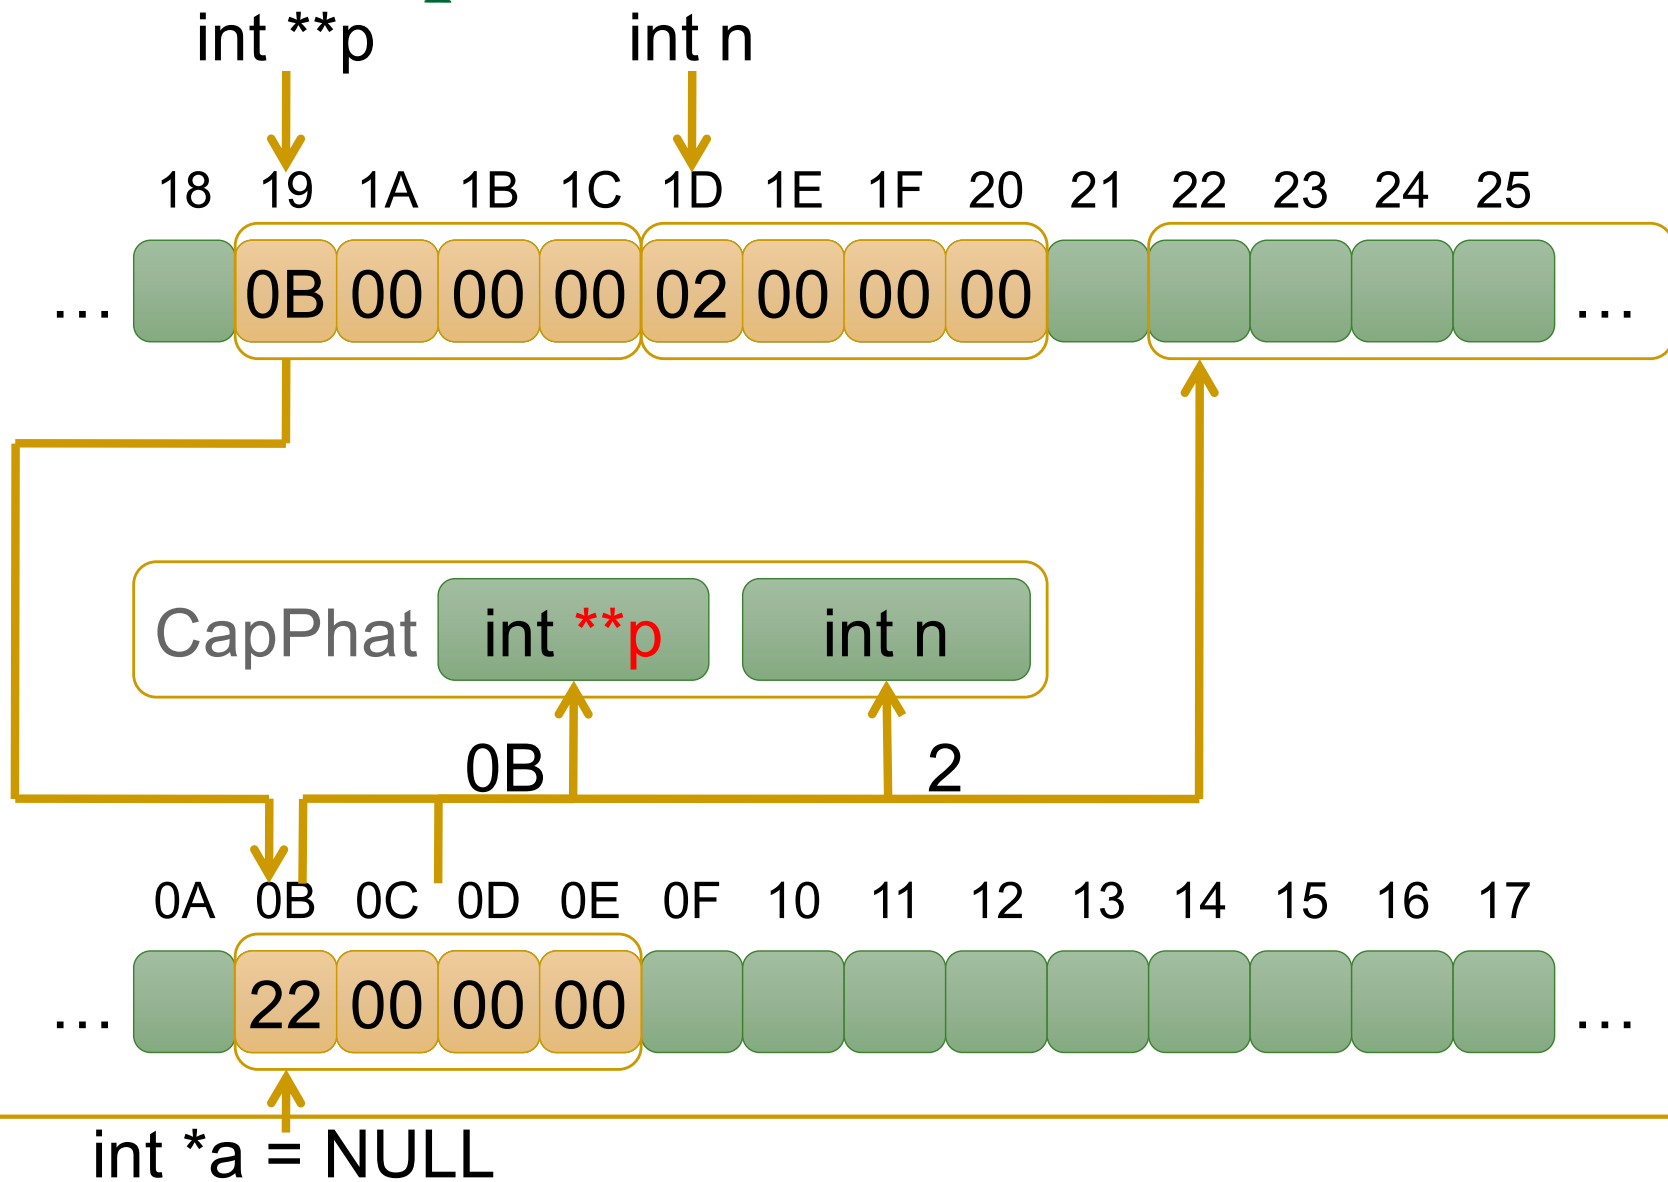 int **p int n
18 19 1A 1B 1C 1D 1E 1F 20 21 22 23 24 25
... 0B 00 00 00 02 00 00 00 ...
CapPhat int **p int n
0B 2
0A 0B 0C 0D 0E 0F 10 11 12 13 14 15 16 17
... 22 00 00 00 ...
int *a = NULL